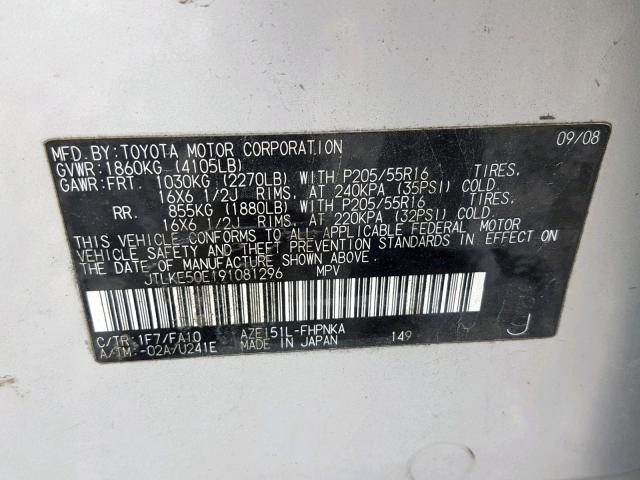 MFD.BY:TOYOTA MOTOR CORPORATION 09/08
GVWR:1860KG (4105LB)
GAWR:FRT. 1030KG (2270LB) WITH P205/55R16 TIRES,
16X6 1/2J RIMS, AT 240KPA (35PSI) COLD
RR. 855KG (1880LB) WITH P205/55R16 TIRES,
16X6 1/2J RIMS, AT 220KPA (32PSI) COLD
THIS VEHICLE CONFORMS TO ALL APPLICABLE FEDERAL MOTOR
VEHICLE SAFETY AND THEFT PREVENTION STANDARDS IN EFFECT ON
THE DATE OF MANUFACTURE SHOWN ABOVE.
JTLKE50E191081296 MPV
C/TR:1F7/FA10 AZE151L-FHPNKA
A/TM:-02A/U241E MADE IN JAPAN 149